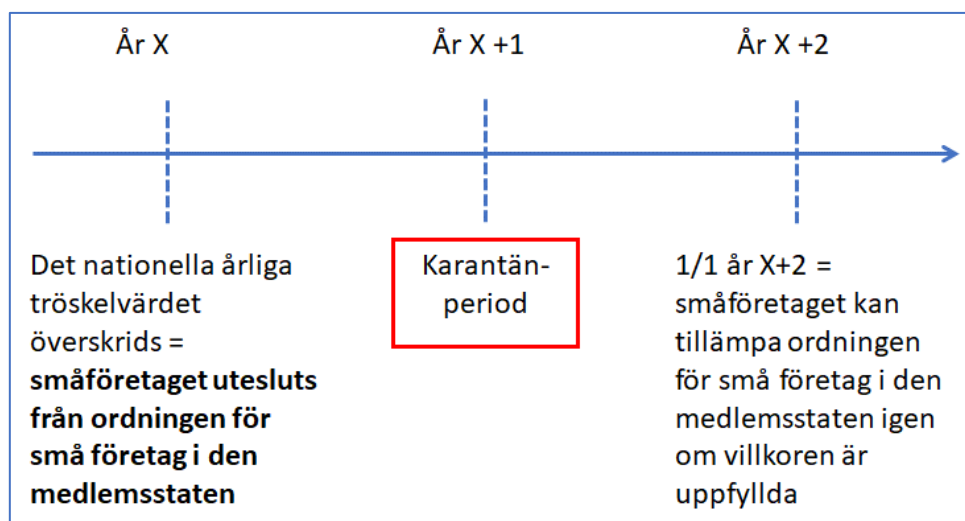 År X
År X +1
År X +2
Det nationella årliga
tröskelvärdet
överskrids =
småföretaget utesluts
från ordningen för
små företag i den
medlemsstaten
Karantän-
period
1/1 år X+2 =
småföretaget kan
tillämpa ordningen
för små företag i den
medlemsstaten igen
om villkoren är
uppfyllda